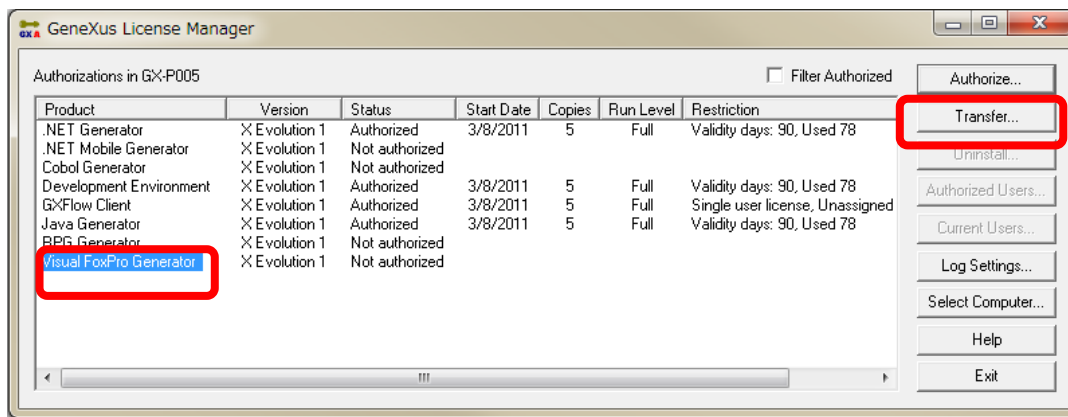 GeneXus License Manager
Authorizations in GX-P005
Filter Authorized
Product Version Status Start Date Copies Run Level Restriction
.NET Generator X Evolution 1 Authorized 3/8/2011 5 Full Validity days: 90, Used 78
.NET Mobile Generator X Evolution 1 Not authorized
Cobol Generator X Evolution 1 Not authorized
Development Environment X Evolution 1 Authorized 3/8/2011 5 Full Validity days: 90, Used 78
GXFlow Client X Evolution 1 Authorized 3/8/2011 5 Full Single user license, Unassigned
Java Generator X Evolution 1 Authorized 3/8/2011 5 Full Validity days: 90, Used 78
RPG Generator X Evolution 1 Not authorized
Visual FoxPro Generator X Evolution 1 Not authorized
Authorize...
Transfer...
Uninstall...
Authorized Users...
Current Users...
Log Settings...
Select Computer...
Help
Exit